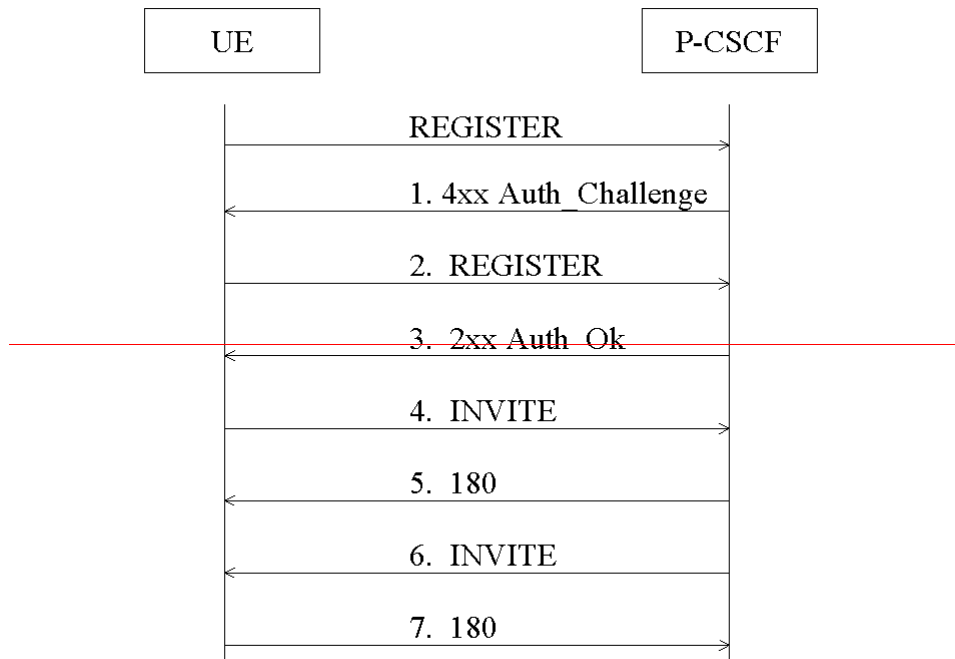 UE
P-CSCF
REGISTER
1. 4xx Auth_Challenge
2. REGISTER
3. 2xx Auth_Ok
4. INVITE
5. 180
6. INVITE
7. 180